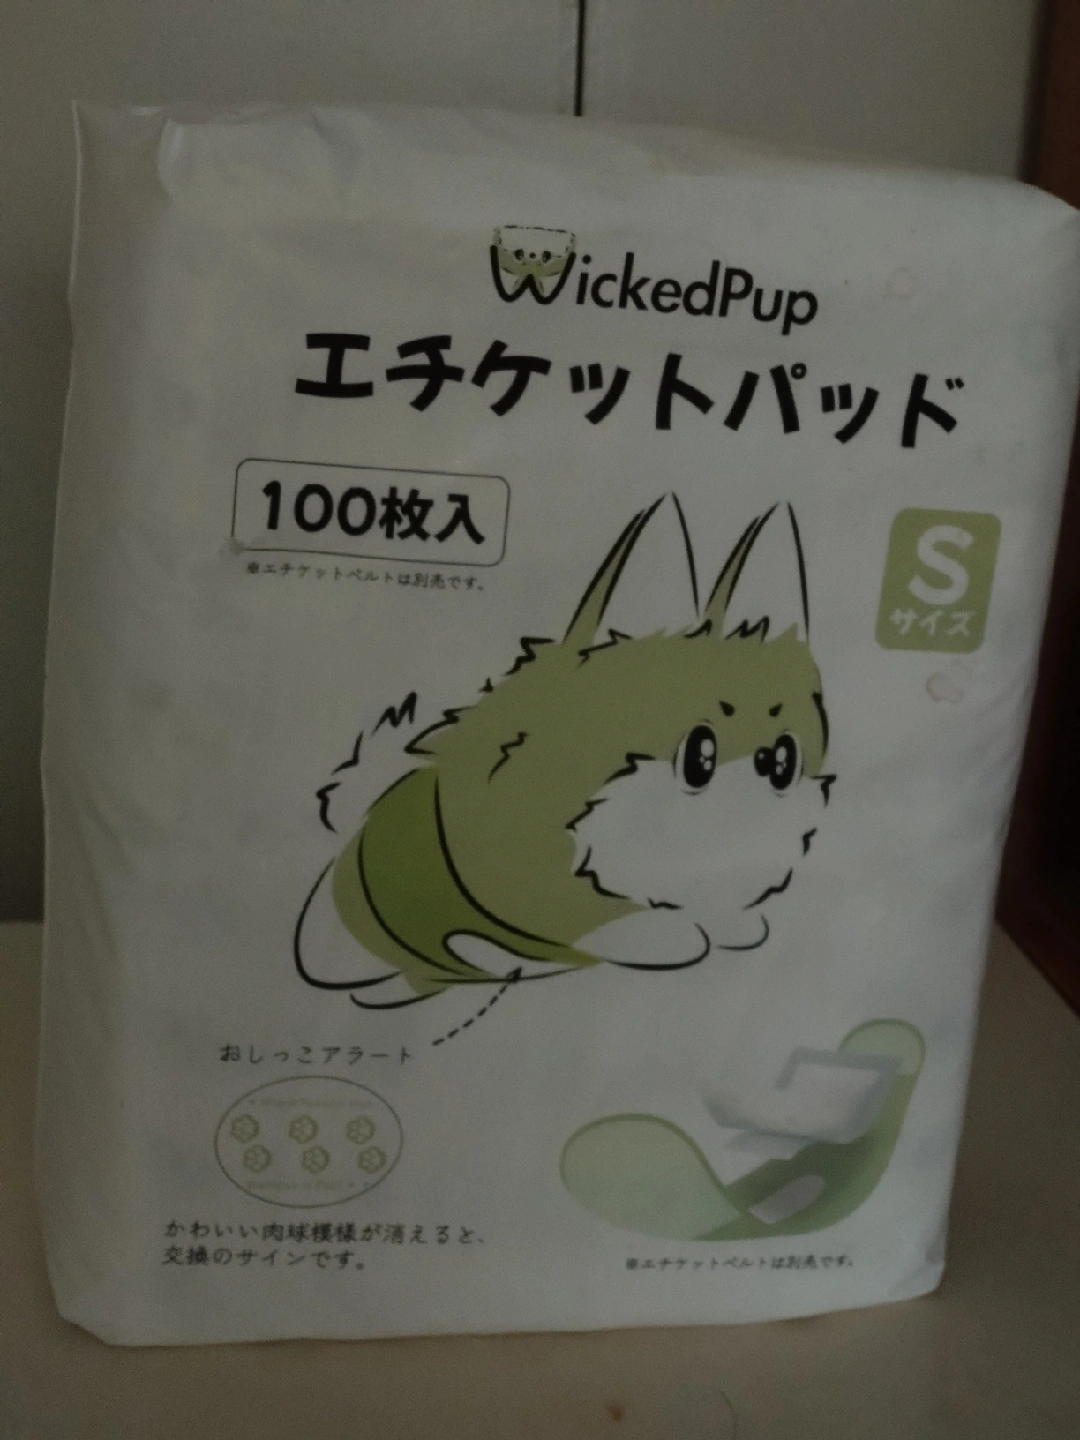 WickedPup
エチケットパッド
100枚入
※エチケットベルトは別売です。
S
サイズ
おしっこアラート
かわいい肉球模様が消えると、
交換のサインです。
※エチケットベルトは別売です。